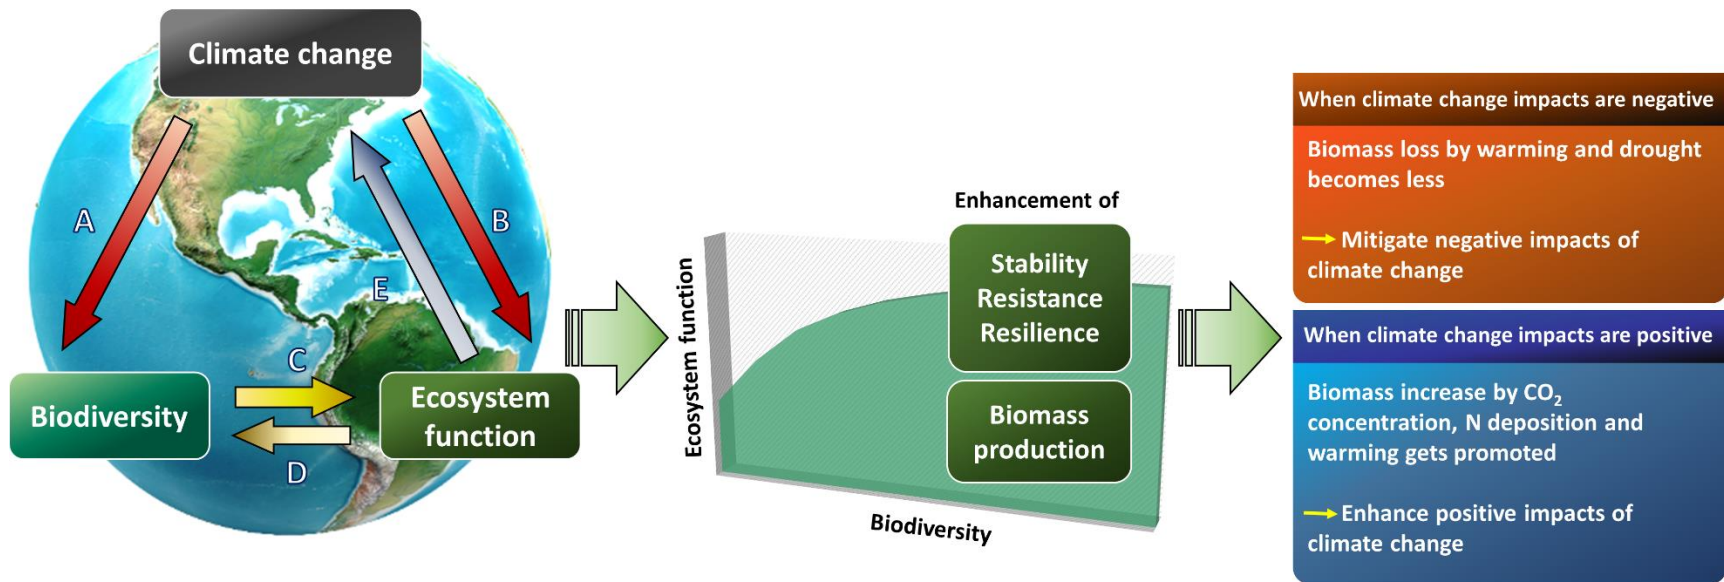 Climate change
A
B
E
C
Biodiversity
Ecosystem
function
D
Ecosystem function
Enhancement of
Stability
Resistance
Resilience
Biomass
production
Biodiversity
When climate change impacts are negative
Biomass loss by warming and drought
becomes less
Mitigate negative impacts of
climate change
When climate change impacts are positive
Biomass increase by CO₂
concentration, N deposition and
warming gets promoted
Enhance positive impacts of
climate change